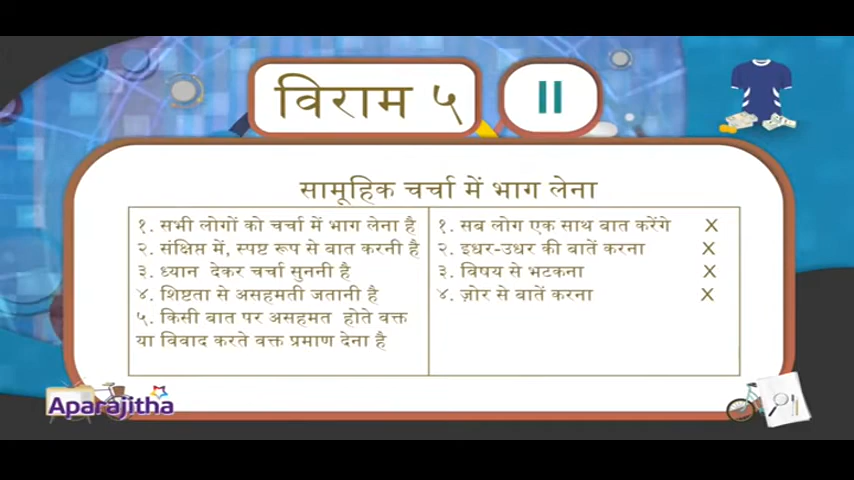 विराम ५
सामूहिक चर्चा में भाग लेना
१. सभी लोगों को चर्चा में भाग लेना है
२. संक्षिप्त में, स्पष्ट रूप से बात करनी है
३. ध्यान देकर चर्चा सुननी है
४. शिष्टता से असहमती जतानी है
५. किसी बात पर असहमत होते वक्त
या विवाद करते वक्त प्रमाण देना है
१. सब लोग एक साथ बात करेंगे X
२. इधर-उधर की बातें करना X
३. विषय से भटकना X
४. ज़ोर से बातें करना X
Aparajitha